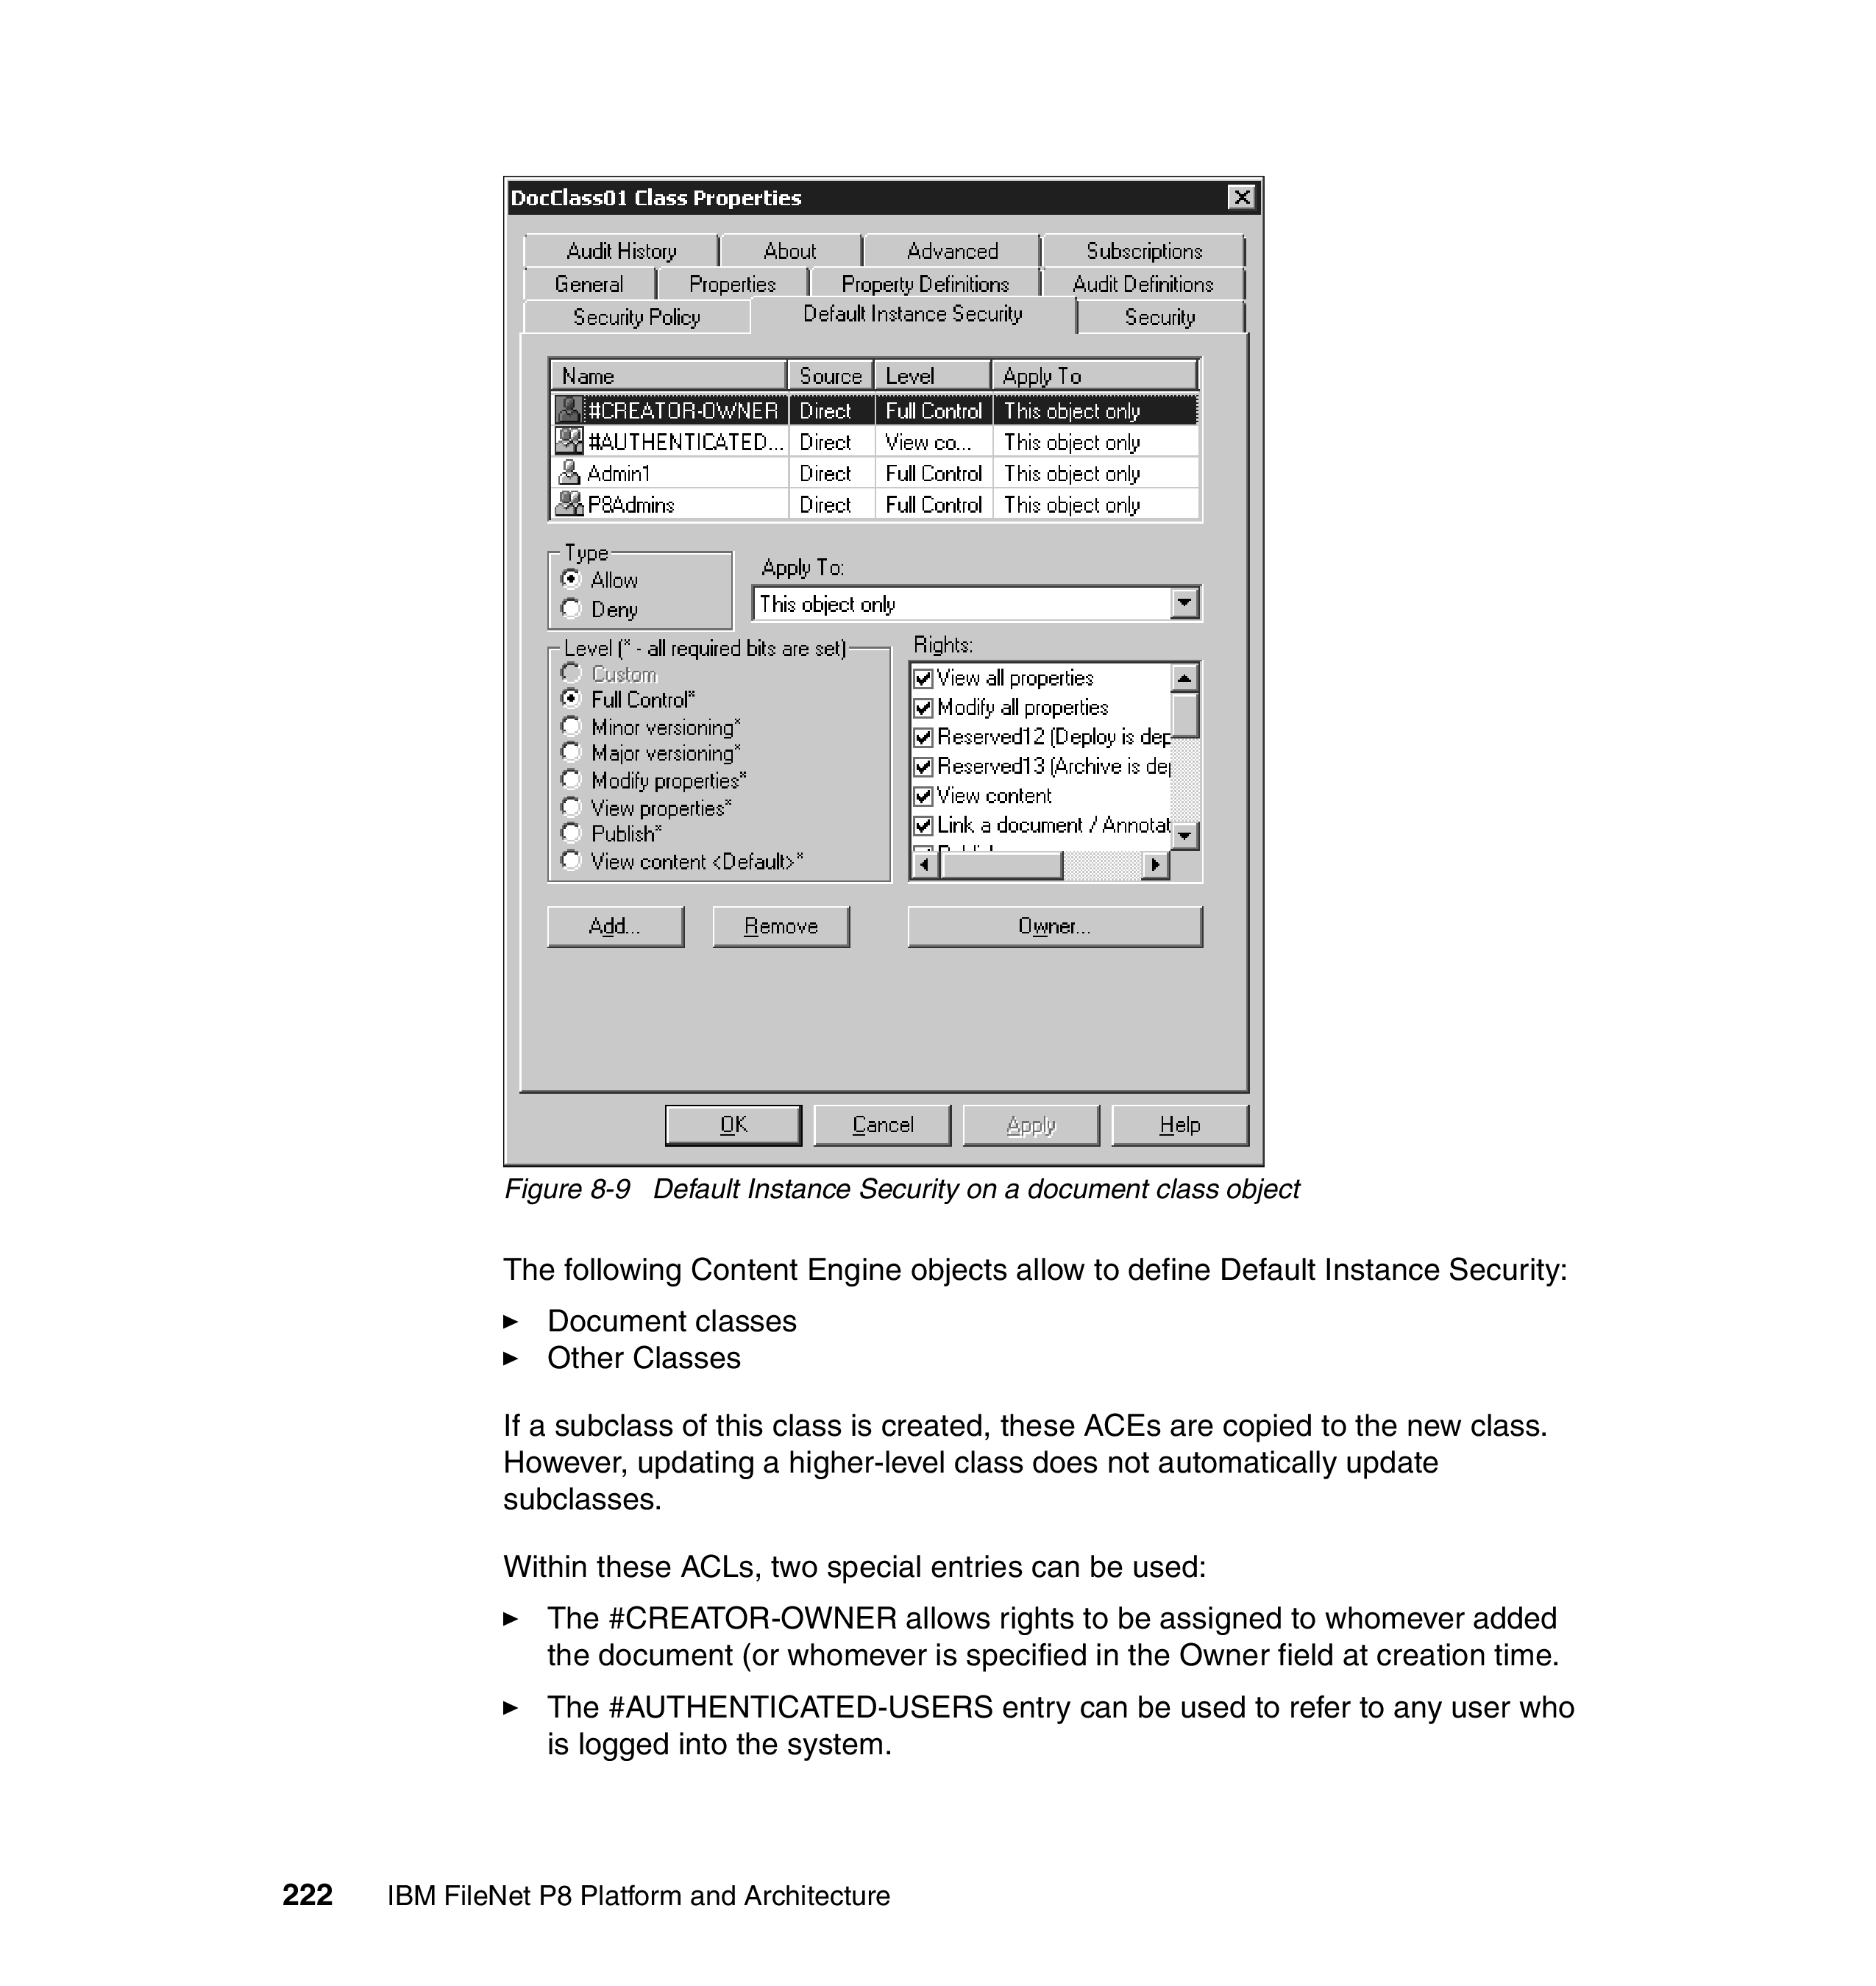 DocClass01 Class Properties
Audit History About Advanced Subscriptions
General Properties Property Definitions Audit Definitions
Security Policy Default Instance Security Security
Name Source Level Apply To
#CREATOR-OWNER Direct Full Control This object only
#AUTHENTICATED... Direct View co... This object only
Admin1 Direct Full Control This object only
P8Admins Direct Full Control This object only
Type
Allow
Deny
Apply To:
This object only
Level (* - all required bits are set)
Custom
Full Control*
Minor versioning*
Major versioning*
Modify properties*
View properties*
Publish*
View content <Default>*
Rights:
View all properties
Modify all properties
Reserved12 (Deploy is dep
Reserved13 (Archive is de
View content
Link a document / Annotat
Add... Remove Owner...
OK Cancel Apply Help
Figure 8-9 Default Instance Security on a document class object
The following Content Engine objects allow to define Default Instance Security:
► Document classes
► Other Classes
If a subclass of this class is created, these ACEs are copied to the new class.
However, updating a higher-level class does not automatically update
subclasses.
Within these ACLs, two special entries can be used:
► The #CREATOR-OWNER allows rights to be assigned to whomever added
the document (or whomever is specified in the Owner field at creation time.
► The #AUTHENTICATED-USERS entry can be used to refer to any user who
is logged into the system.
222 IBM FileNet P8 Platform and Architecture